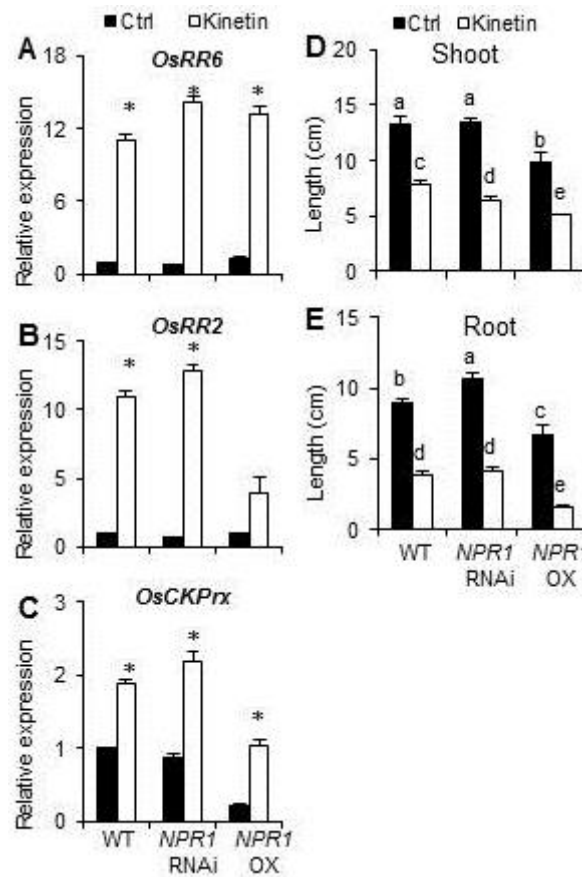 Ctrl Kinetin
A OsRR6
18
*
*
*
12
6
0
Relative expression
B OsRR2
15
*
*
10
5
0
Relative expression
C OsCKPrx
3
*
*
2
*
1
0
Relative expression
WT NPR1 NPR1
RNAi OX
Ctrl Kinetin
D Shoot
20
15
a a
b
10
c
d
e
5
0
Length (cm)
E Root
15
a
b
10
c
d d
5
e
0
Length (cm)
WT NPR1 NPR1
RNAi OX